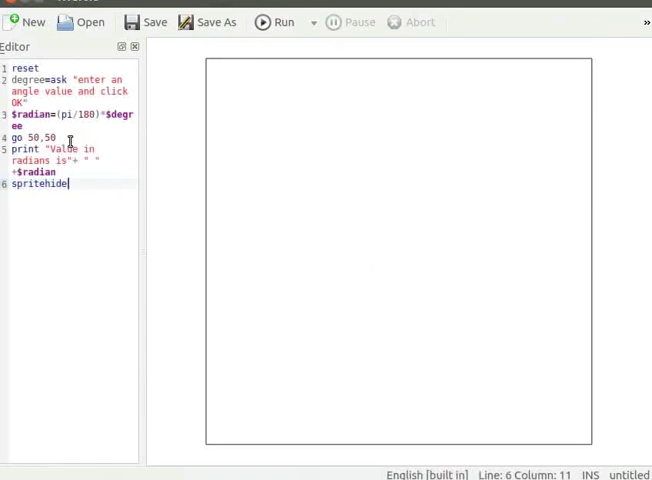 New Open Save Save As Run Pause Abort »
Editor
1 reset
2 degree=ask "enter an
angle value and click
OK"
3 $radian=(pi/180)*$degr
ee
4 go 50,50
5 print "Value in
radians is"+ " "
+$radian
6 spritehide
English [built in] Line: 6 Column: 11 INS untitled